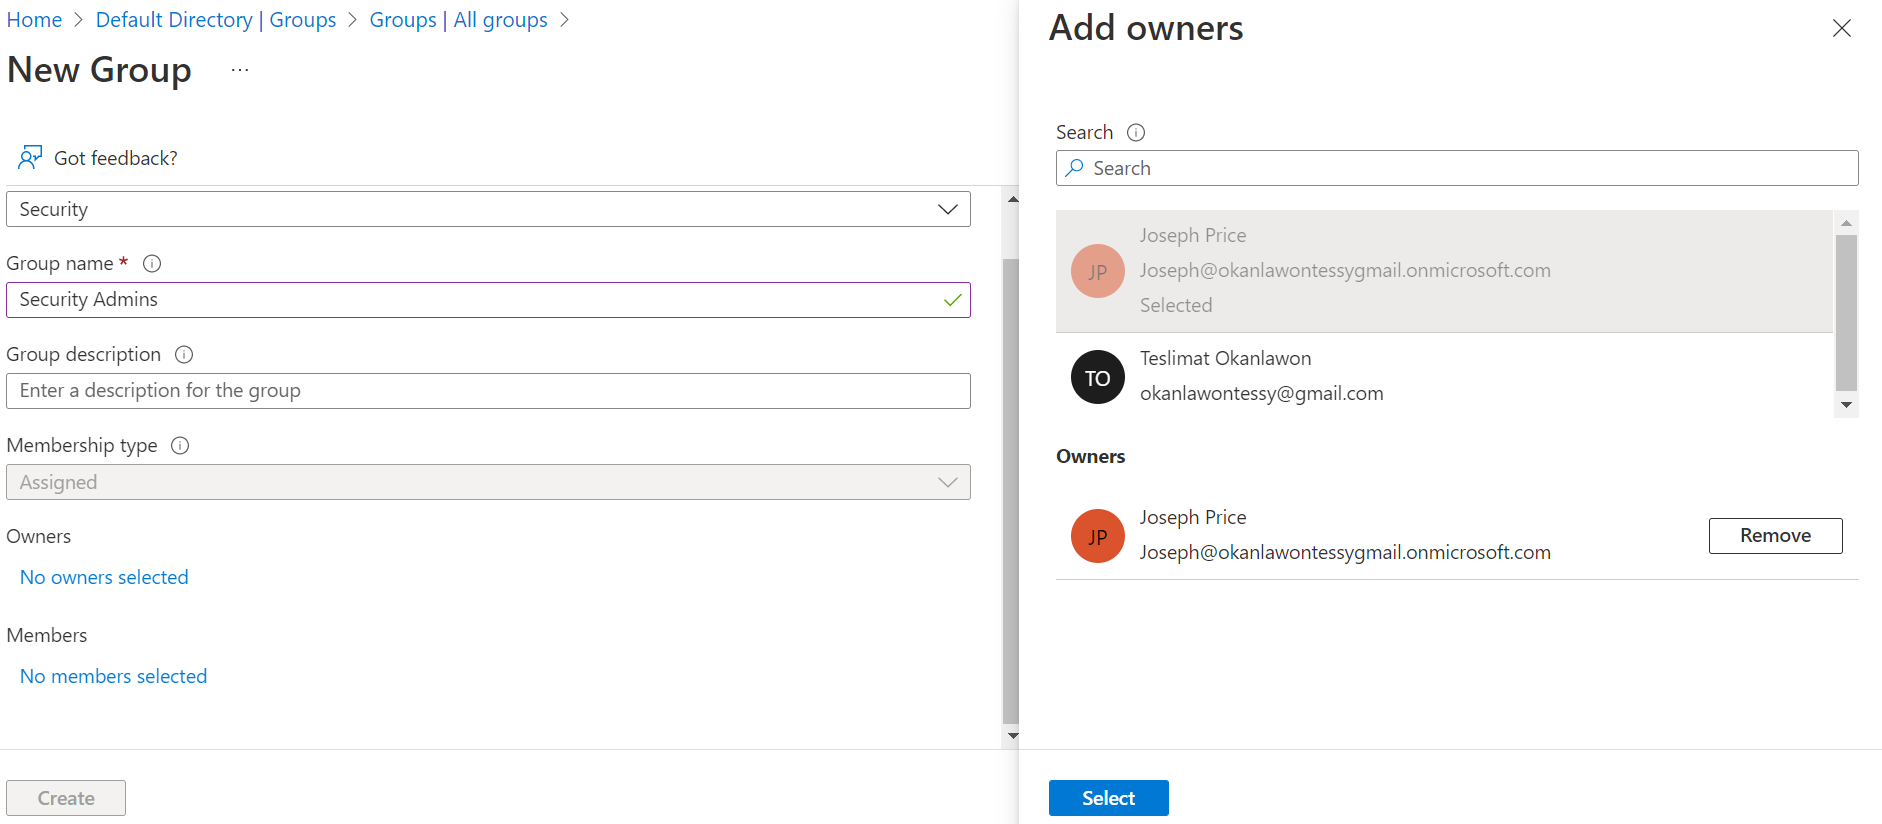 Home > Default Directory | Groups > Groups | All groups >
New Group ...
Got feedback?
Security
Group name *
Security Admins
Group description
Enter a description for the group
Membership type
Assigned
Owners
No owners selected
Members
No members selected
Create
Add owners
Search
Search
JP
Joseph Price
Joseph@okanlawontessygmail.onmicrosoft.com
Selected
TO
Teslimat Okanlawon
okanlawontessy@gmail.com
Owners
JP
Joseph Price
Joseph@okanlawontessygmail.onmicrosoft.com
Remove
Select